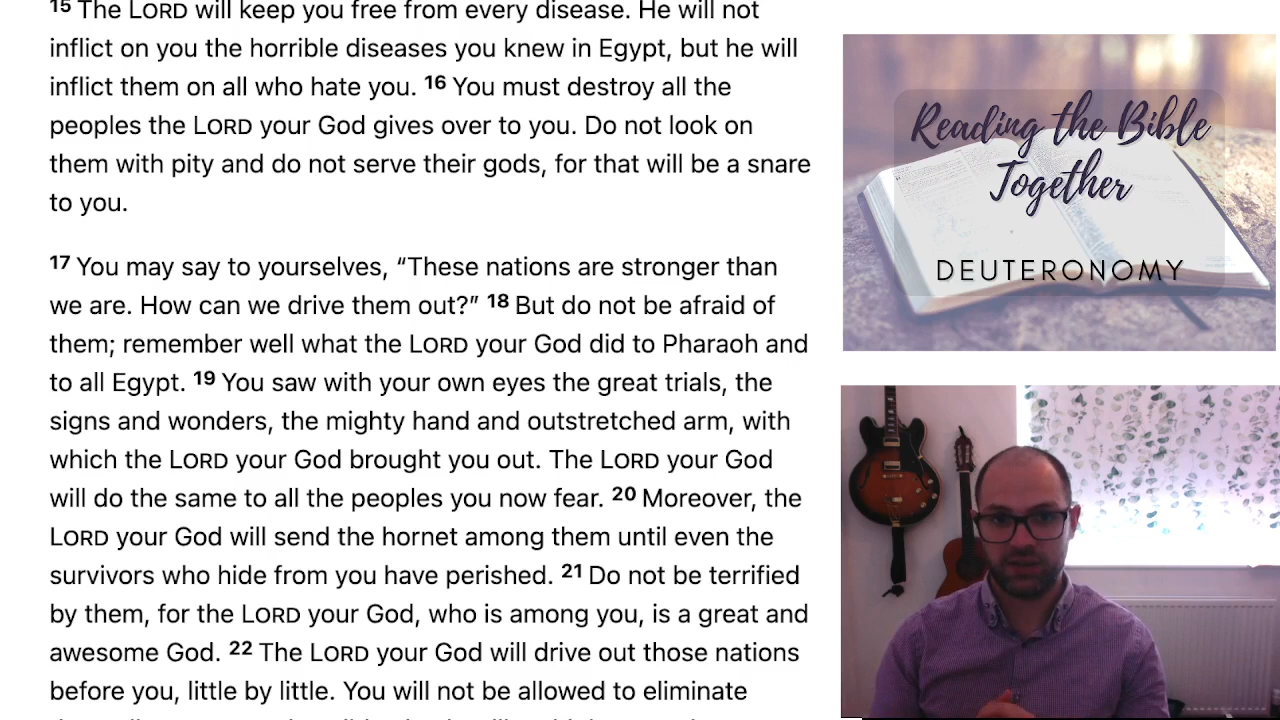 15 The LORD will keep you free from every disease. He will not
inflict on you the horrible diseases you knew in Egypt, but he will
inflict them on all who hate you. 16 You must destroy all the
peoples the LORD your God gives over to you. Do not look on
them with pity and do not serve their gods, for that will be a snare
to you.
17 You may say to yourselves, “These nations are stronger than
we are. How can we drive them out?” 18 But do not be afraid of
them; remember well what the LORD your God did to Pharaoh and
to all Egypt. 19 You saw with your own eyes the great trials, the
signs and wonders, the mighty hand and outstretched arm, with
which the LORD your God brought you out. The LORD your God
will do the same to all the peoples you now fear. 20 Moreover, the
LORD your God will send the hornet among them until even the
survivors who hide from you have perished. 21 Do not be terrified
by them, for the LORD your God, who is among you, is a great and
awesome God. 22 The LORD your God will drive out those nations
before you, little by little. You will not be allowed to eliminate
Reading the Bible
Together
DEUTERONOMY